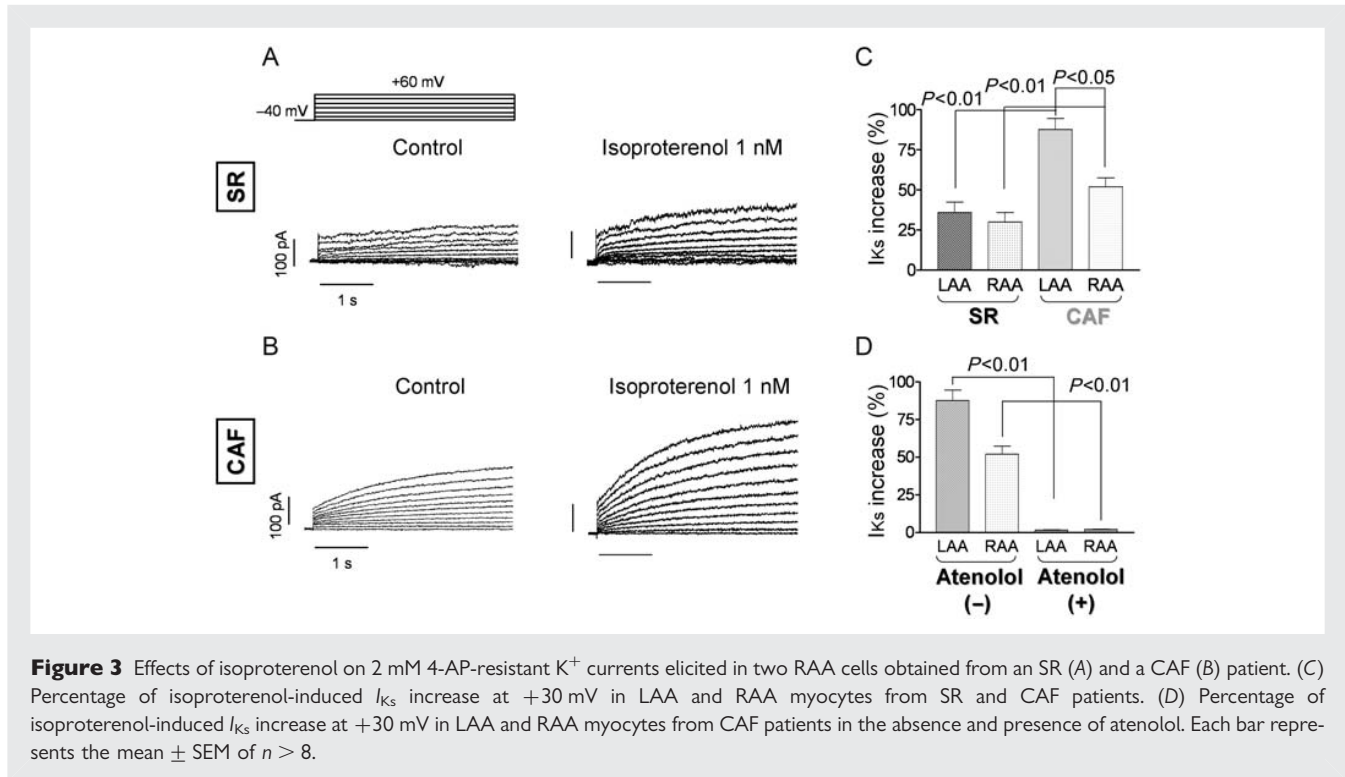 A
+60 mV
−40 mV
Control
Isoproterenol 1 nM
SR
100 pA
1 s
B
Control
Isoproterenol 1 nM
CAF
100 pA
1 s
C
P<0.05
P<0.01
P<0.01
IKs increase (%)
100
75
50
25
0
LAA RAA LAA RAA
SR CAF
D
P<0.01
P<0.01
IKs increase (%)
100
75
50
25
0
LAA RAA LAA RAA
Atenolol Atenolol
(−) (+)
Figure 3 Effects of isoproterenol on 2 mM 4-AP-resistant K+ currents elicited in two RAA cells obtained from an SR (A) and a CAF (B) patient. (C)
Percentage of isoproterenol-induced IKs increase at +30 mV in LAA and RAA myocytes from SR and CAF patients. (D) Percentage of
isoproterenol-induced IKs increase at +30 mV in LAA and RAA myocytes from CAF patients in the absence and presence of atenolol. Each bar repre-
sents the mean ± SEM of n > 8.